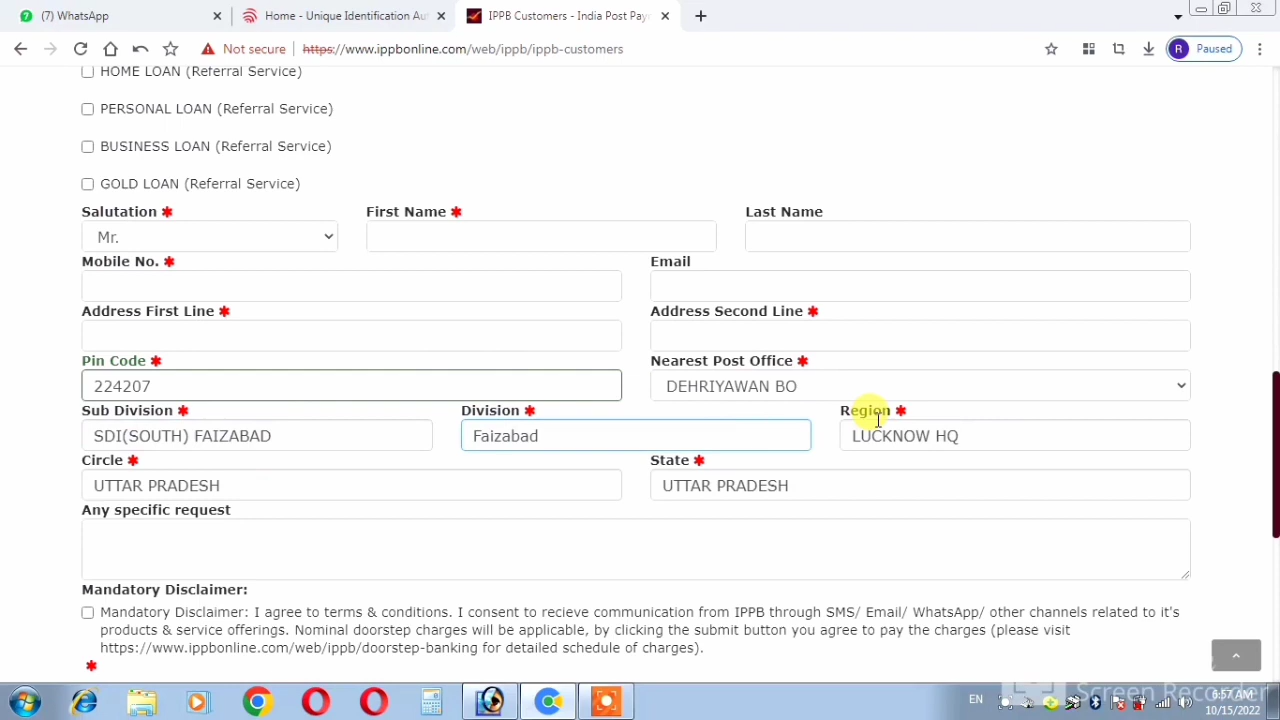 (7) WhatsApp
Home - Unique Identification Aut
IPPB Customers - India Post Pay
Not secure
https://www.ippbonline.com/web/ippb/ippb-customers
R
Paused
HOME LOAN (Referral Service)
PERSONAL LOAN (Referral Service)
BUSINESS LOAN (Referral Service)
GOLD LOAN (Referral Service)
Salutation *
First Name *
Last Name
Mr.
Mobile No. *
Email
Address First Line *
Address Second Line *
Pin Code *
Nearest Post Office *
224207
DEHRIYAWAN BO
Sub Division *
Division *
Region *
SDI(SOUTH) FAIZABAD
Faizabad
LUCKNOW HQ
Circle *
State *
UTTAR PRADESH
UTTAR PRADESH
Any specific request
Mandatory Disclaimer:
Mandatory Disclaimer: I agree to terms & conditions. I consent to recieve communication from IPPB through SMS/ Email/ WhatsApp/ other channels related to it's
products & service offerings. Nominal doorstep charges will be applicable, by clicking the submit button you agree to pay the charges (please visit
https://www.ippbonline.com/web/ippb/doorstep-banking for detailed schedule of charges).
*
Screen Recorder
EN
6:57 AM
10/15/2022